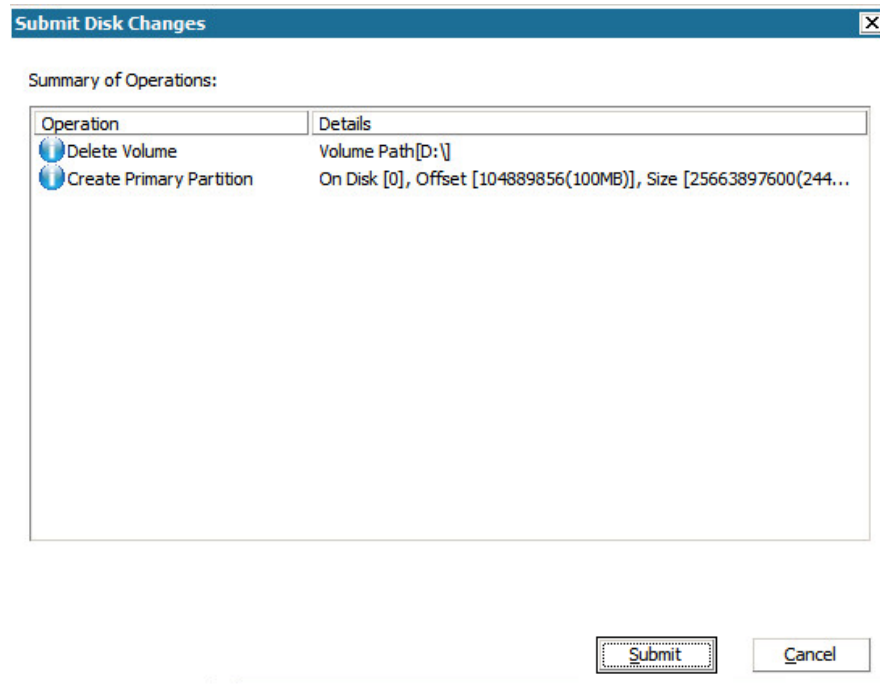 Submit Disk Changes
Summary of Operations:
Operation Details
Delete Volume Volume Path[D:\]
Create Primary Partition On Disk [0], Offset [104889856(100MB)], Size [25663897600(244...
Submit Cancel